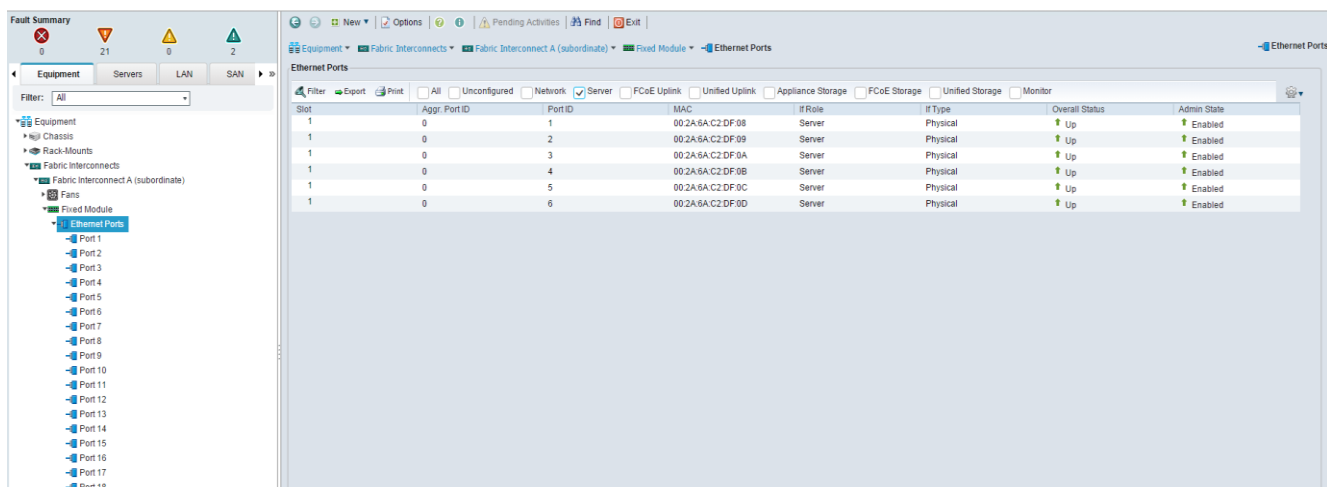 Fault Summary
0 21 0 2
New Options Pending Activities Find Exit
Equipment Fabric Interconnects Fabric Interconnect A (subordinate) Fixed Module Ethernet Ports
Ethernet Ports
Equipment Servers LAN SAN
Filter: All
Equipment
Chassis
Rack-Mounts
Fabric Interconnects
Fabric Interconnect A (subordinate)
Fans
Fixed Module
Ethernet Ports
Port 1
Port 2
Port 3
Port 4
Port 5
Port 6
Port 7
Port 8
Port 9
Port 10
Port 11
Port 12
Port 13
Port 14
Port 15
Port 16
Port 17
Port 18
Ethernet Ports
Filter Export Print All Unconfigured Network Server FCoE Uplink Unified Uplink Appliance Storage FCoE Storage Unified Storage Monitor
Slot Aggr. Port ID Port ID MAC If Role If Type Overall Status Admin State
1 0 1 00:2A:6A:C2:DF:08 Server Physical Up Enabled
1 0 2 00:2A:6A:C2:DF:09 Server Physical Up Enabled
1 0 3 00:2A:6A:C2:DF:0A Server Physical Up Enabled
1 0 4 00:2A:6A:C2:DF:0B Server Physical Up Enabled
1 0 5 00:2A:6A:C2:DF:0C Server Physical Up Enabled
1 0 6 00:2A:6A:C2:DF:0D Server Physical Up Enabled